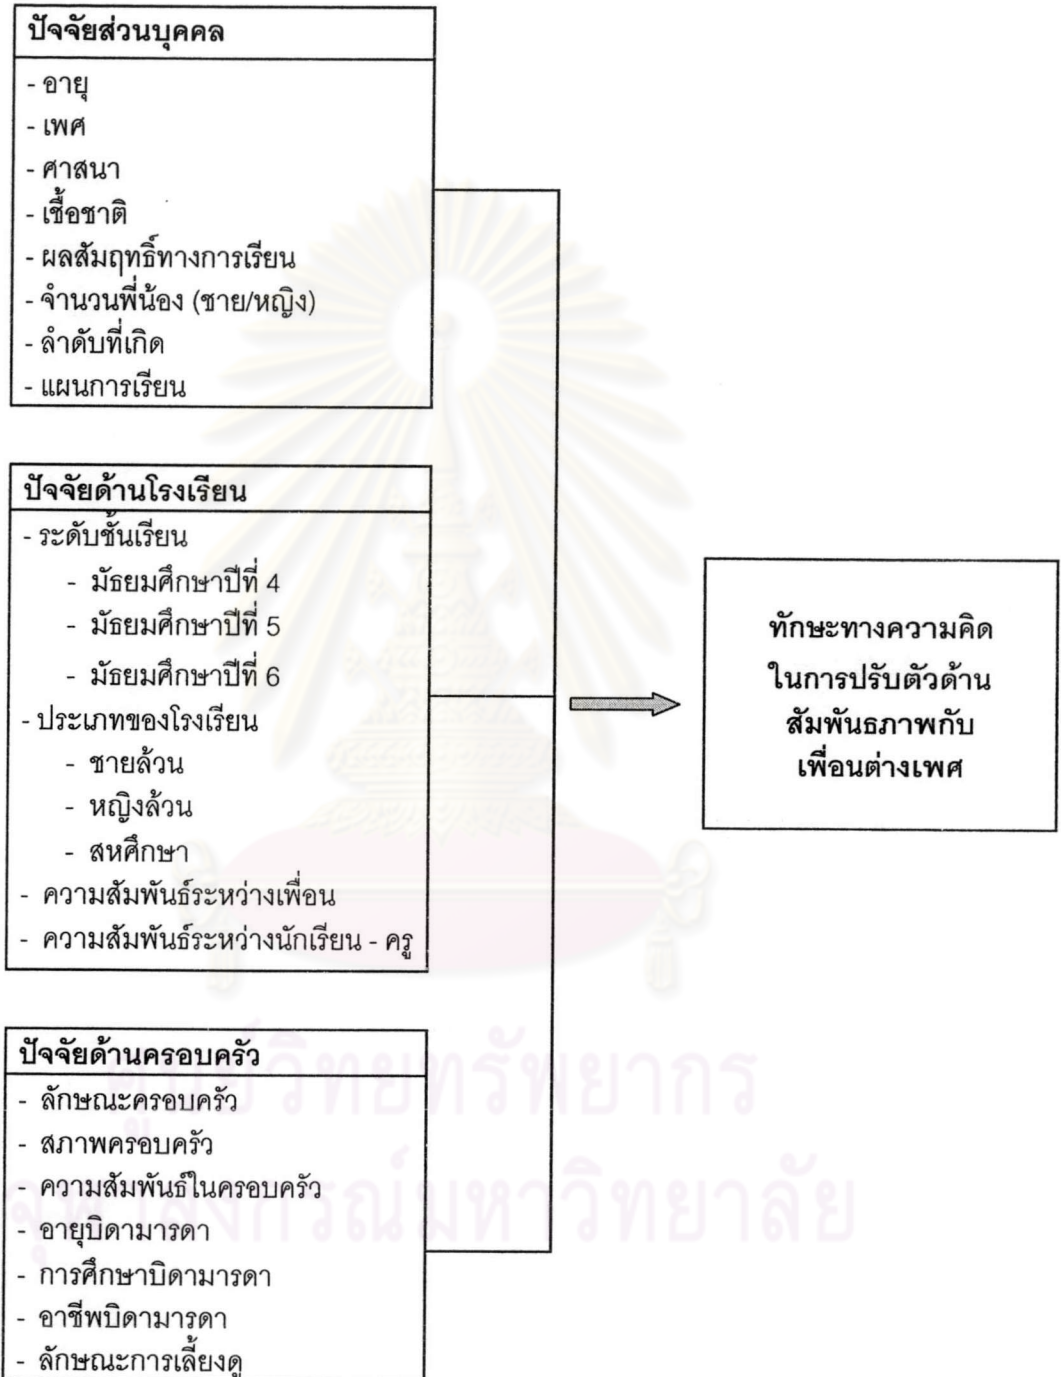 ปัจจัยส่วนบุคคล
- อายุ
- เพศ
- ศาสนา
- เชื้อชาติ
- ผลสัมฤทธิ์ทางการเรียน
- จำนวนพี่น้อง (ชาย/หญิง)
- ลำดับที่เกิด
- แผนการเรียน
ปัจจัยด้านโรงเรียน
- ระดับชั้นเรียน
- มัธยมศึกษาปีที่ 4
- มัธยมศึกษาปีที่ 5
- มัธยมศึกษาปีที่ 6
- ประเภทของโรงเรียน
- ชายล้วน
- หญิงล้วน
- สหศึกษา
- ความสัมพันธ์ระหว่างเพื่อน
- ความสัมพันธ์ระหว่างนักเรียน - ครู
ปัจจัยด้านครอบครัว
- ลักษณะครอบครัว
- สภาพครอบครัว
- ความสัมพันธ์ในครอบครัว
- อายุบิดามารดา
- การศึกษาบิดามารดา
- อาชีพบิดามารดา
- ลักษณะการเลี้ยงดู
ทักษะทางความคิด
ในการปรับตัวด้าน
สัมพันธภาพกับ
เพื่อนต่างเพศ
ศูนย์วิทยทรัพยากร
จุฬาลงกรณ์มหาวิทยาลัย